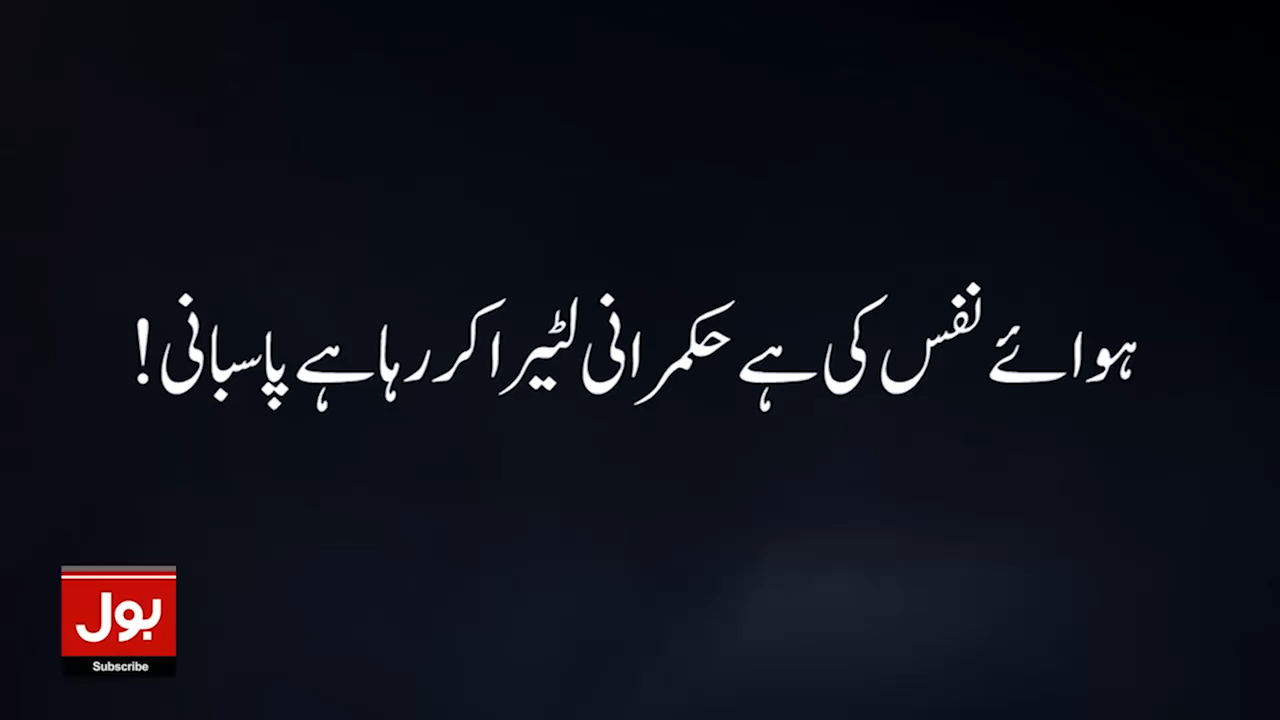 ہوائے نفس کی ہے حکمرانی لٹیرا کر رہا ہے پاسبانی!
بول
Subscribe